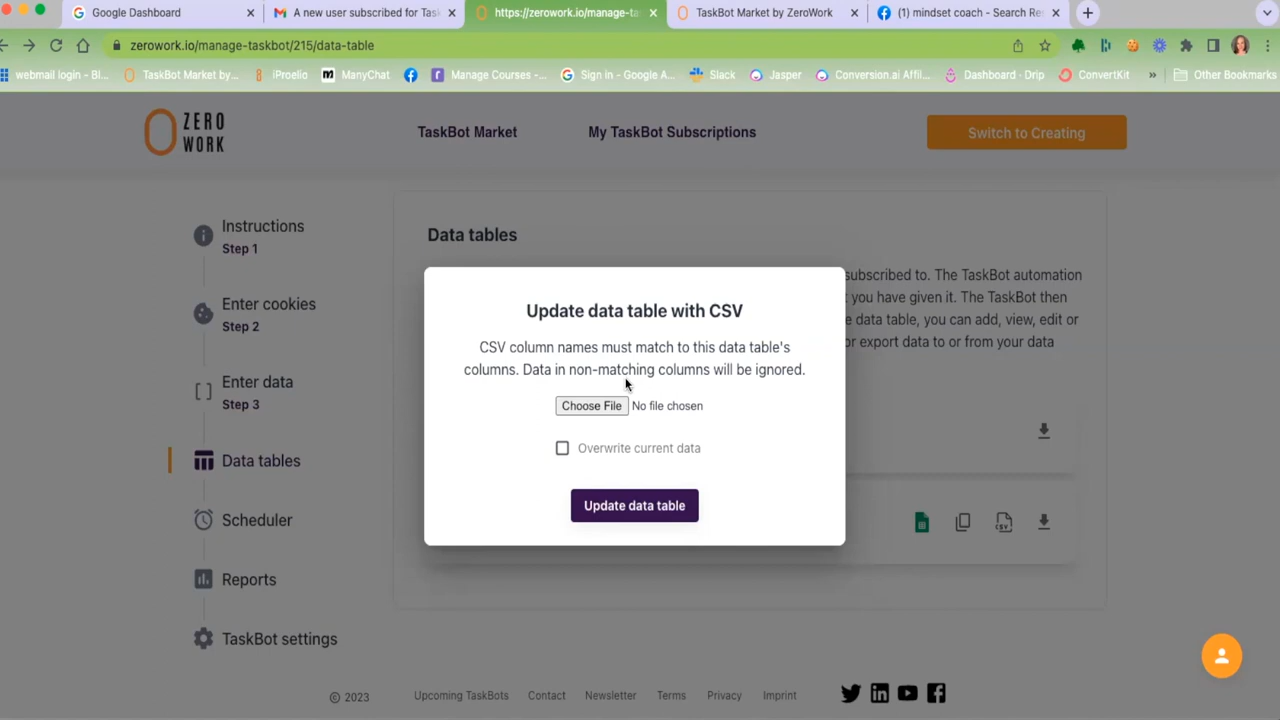 Google Dashboard
A new user subscribed for Task
https://zerowork.io/manage-ta
TaskBot Market by ZeroWork
(1) mindset coach - Search Re
zerowork.io/manage-taskbot/215/data-table
webmail login - Bl...
TaskBot Market by...
iProelio
ManyChat
Manage Courses -...
Sign in - Google A...
Slack
Jasper
Conversion.ai Affil...
Dashboard · Drip
ConvertKit
»
Other Bookmarks
ZERO
WORK
TaskBot Market
My TaskBot Subscriptions
Switch to Creating
Instructions
Step 1
Enter cookies
Step 2
Enter data
Step 3
Data tables
Scheduler
Reports
TaskBot settings
Data tables
subscribed to. The TaskBot automation
you have given it. The TaskBot then
e data table, you can add, view, edit or
or export data to or from your data
Update data table with CSV
CSV column names must match to this data table's
columns. Data in non-matching columns will be ignored.
Choose File No file chosen
Overwrite current data
Update data table
CSV
© 2023
Upcoming TaskBots
Contact
Newsletter
Terms
Privacy
Imprint